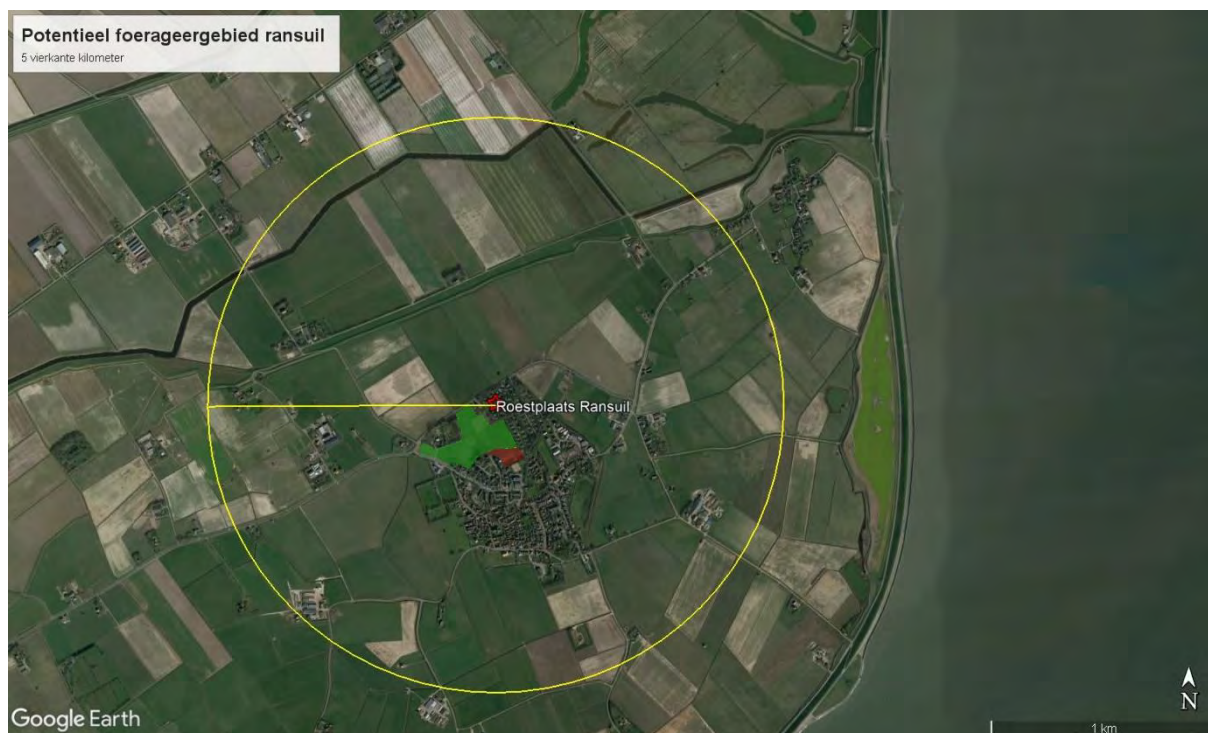 Potentieel foerageergebied ransuil
5 vierkante kilometer
Roestplaats Ransuil
Google Earth
N
1 km